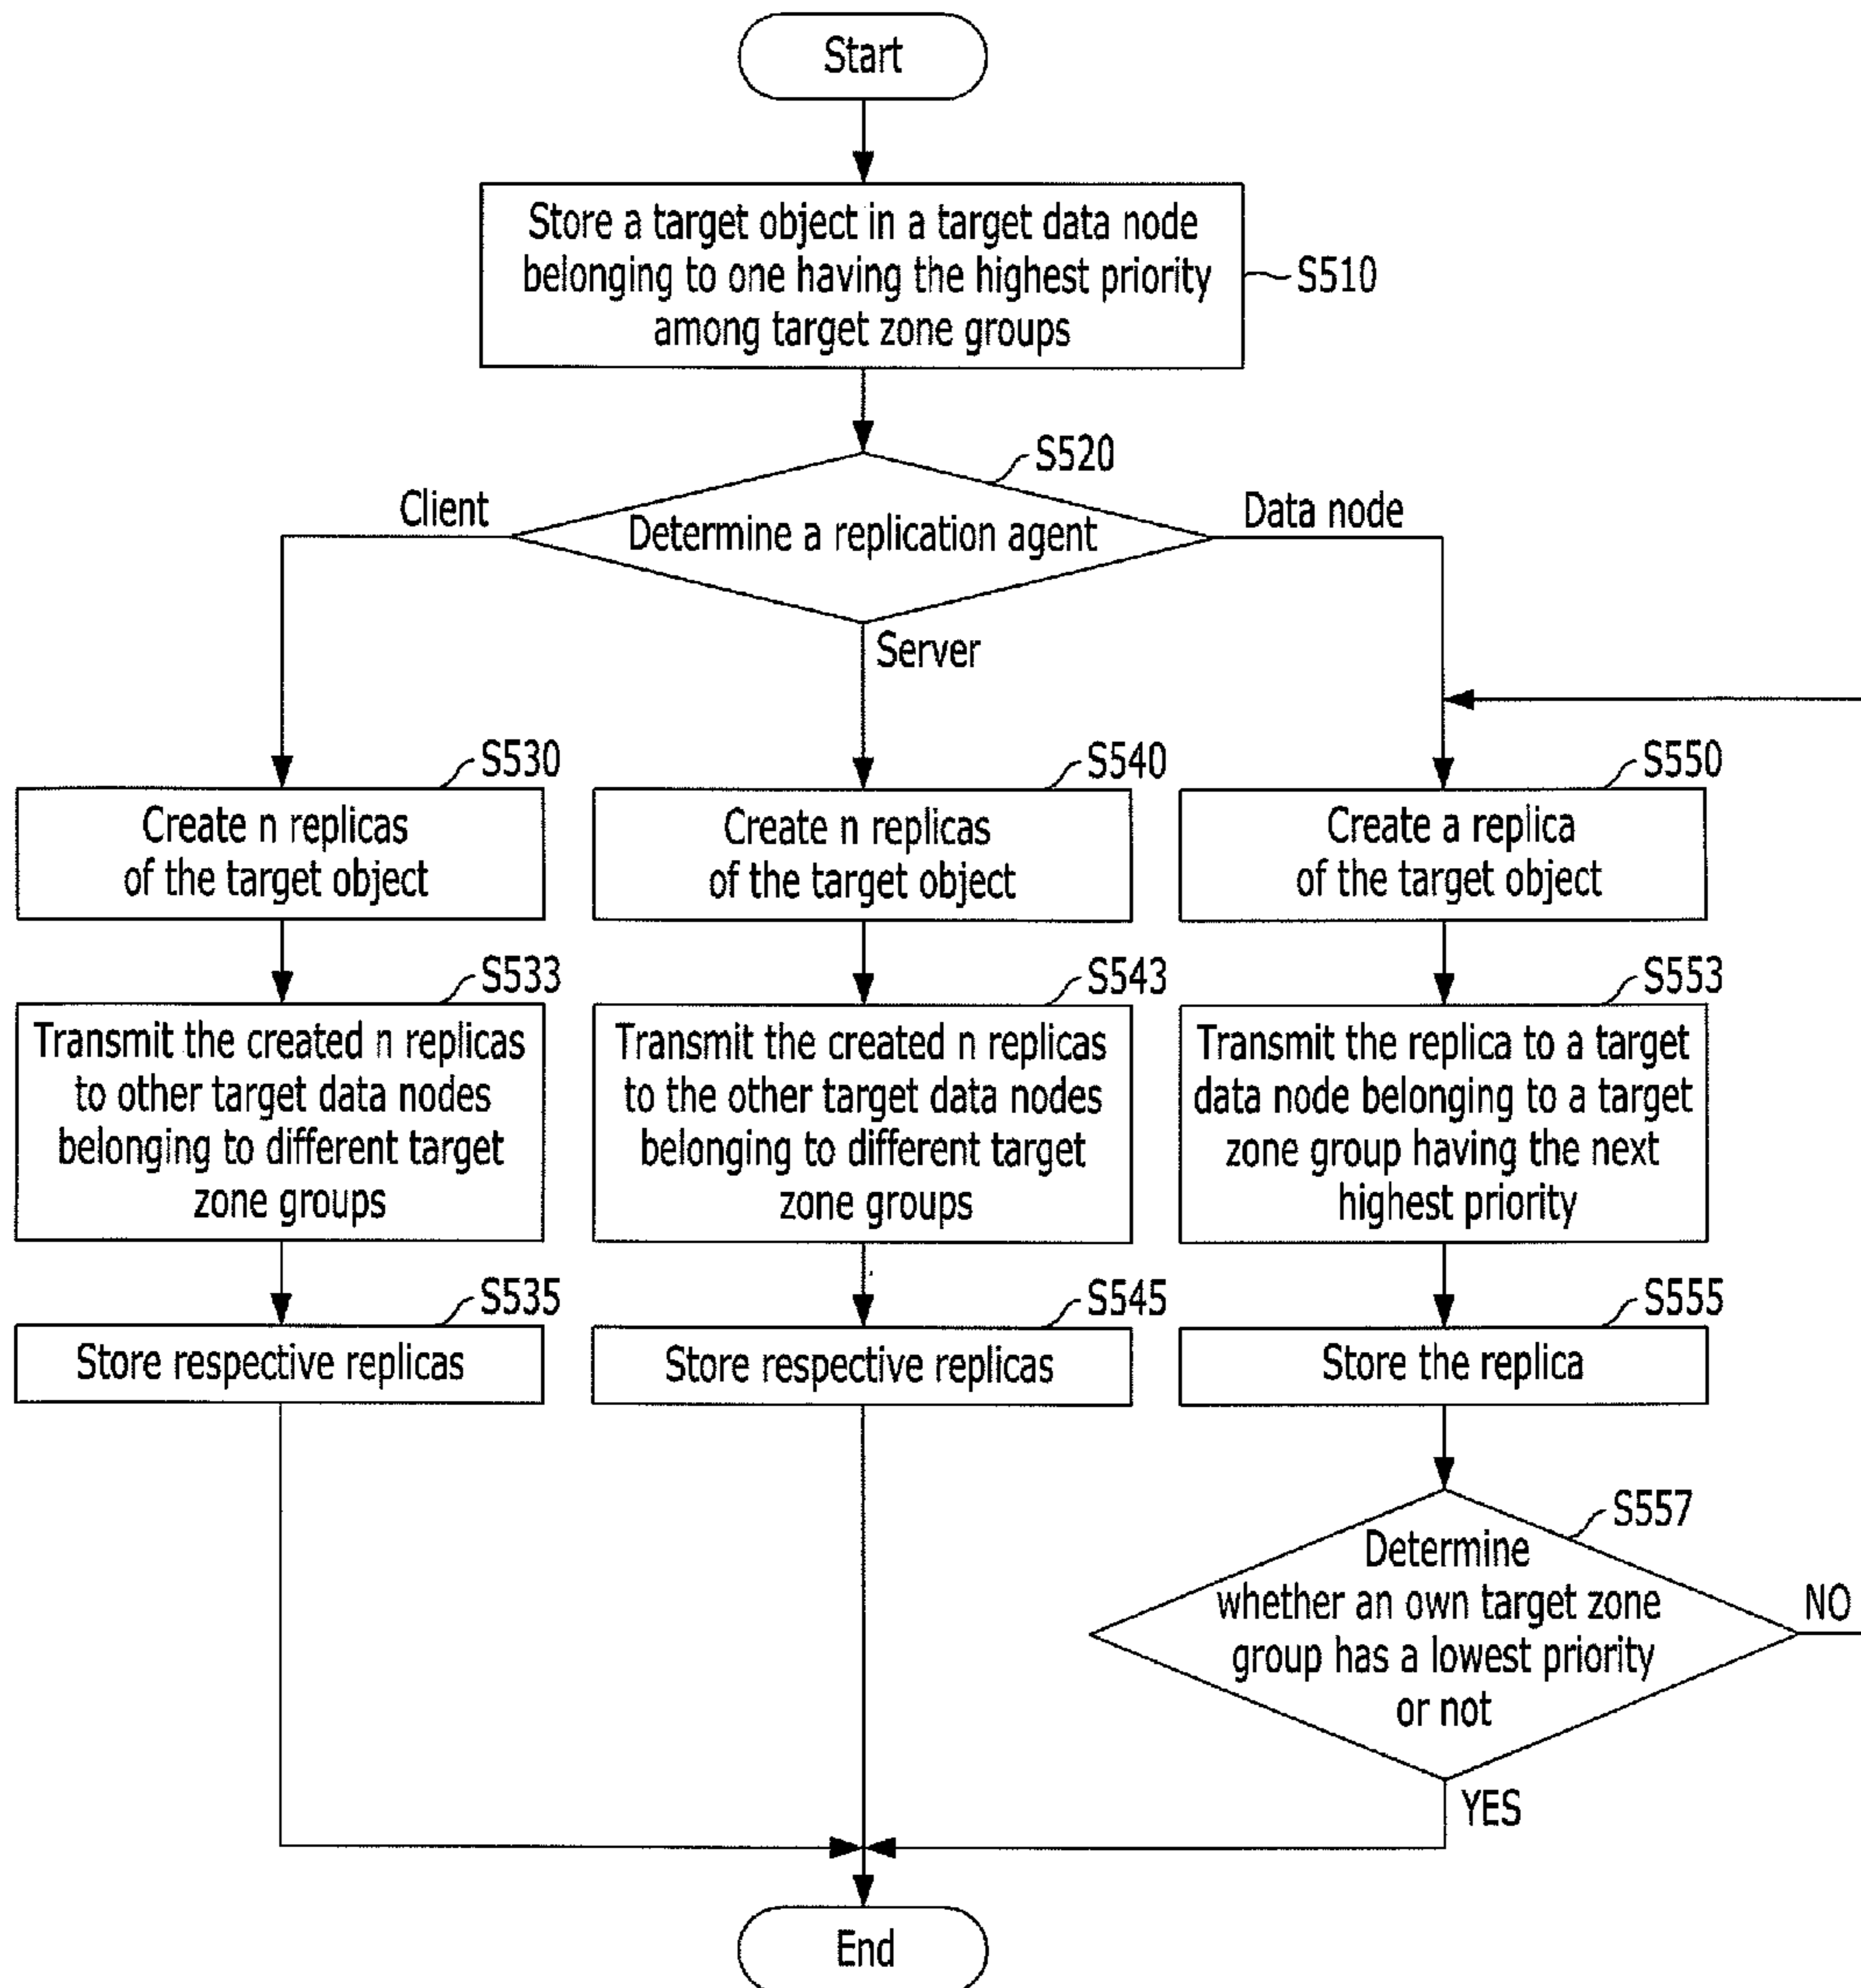 Start
Store a target object in a target data node
belonging to one having the highest priority
among target zone groups
S510
S520
Client
Determine a replication agent
Data node
Server
S530
Create n replicas
of the target object
S540
Create n replicas
of the target object
S550
Create a replica
of the target object
S533
Transmit the created n replicas
to other target data nodes
belonging to different target
zone groups
S543
Transmit the created n replicas
to the other target data nodes
belonging to different target
zone groups
S553
Transmit the replica to a target
data node belonging to a target
zone group having the next
highest priority
S535
Store respective replicas
S545
Store respective replicas
S555
Store the replica
S557
Determine
whether an own target zone
group has a lowest priority
or not
NO
YES
End